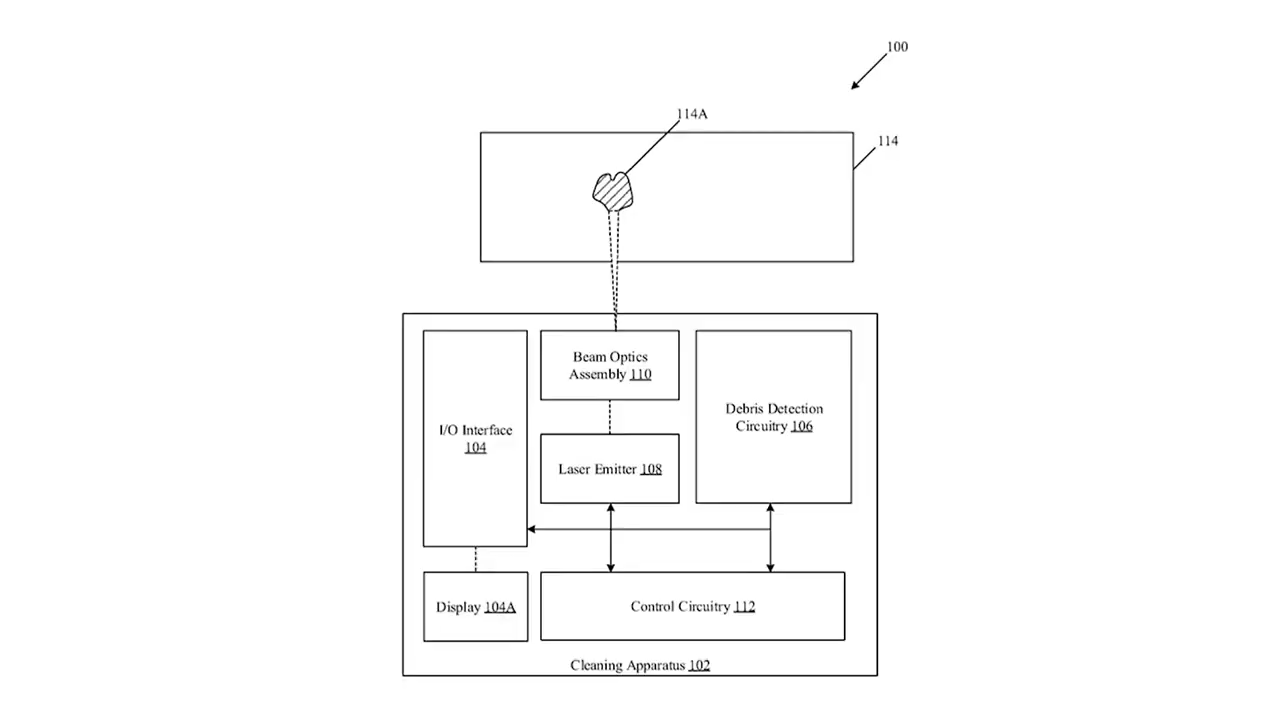 100
114A
114
Beam Optics
Assembly 110
I/O Interface
104
Debris Detection
Circuitry 106
Laser Emitter 108
Display 104A
Control Circuitry 112
Cleaning Apparatus 102